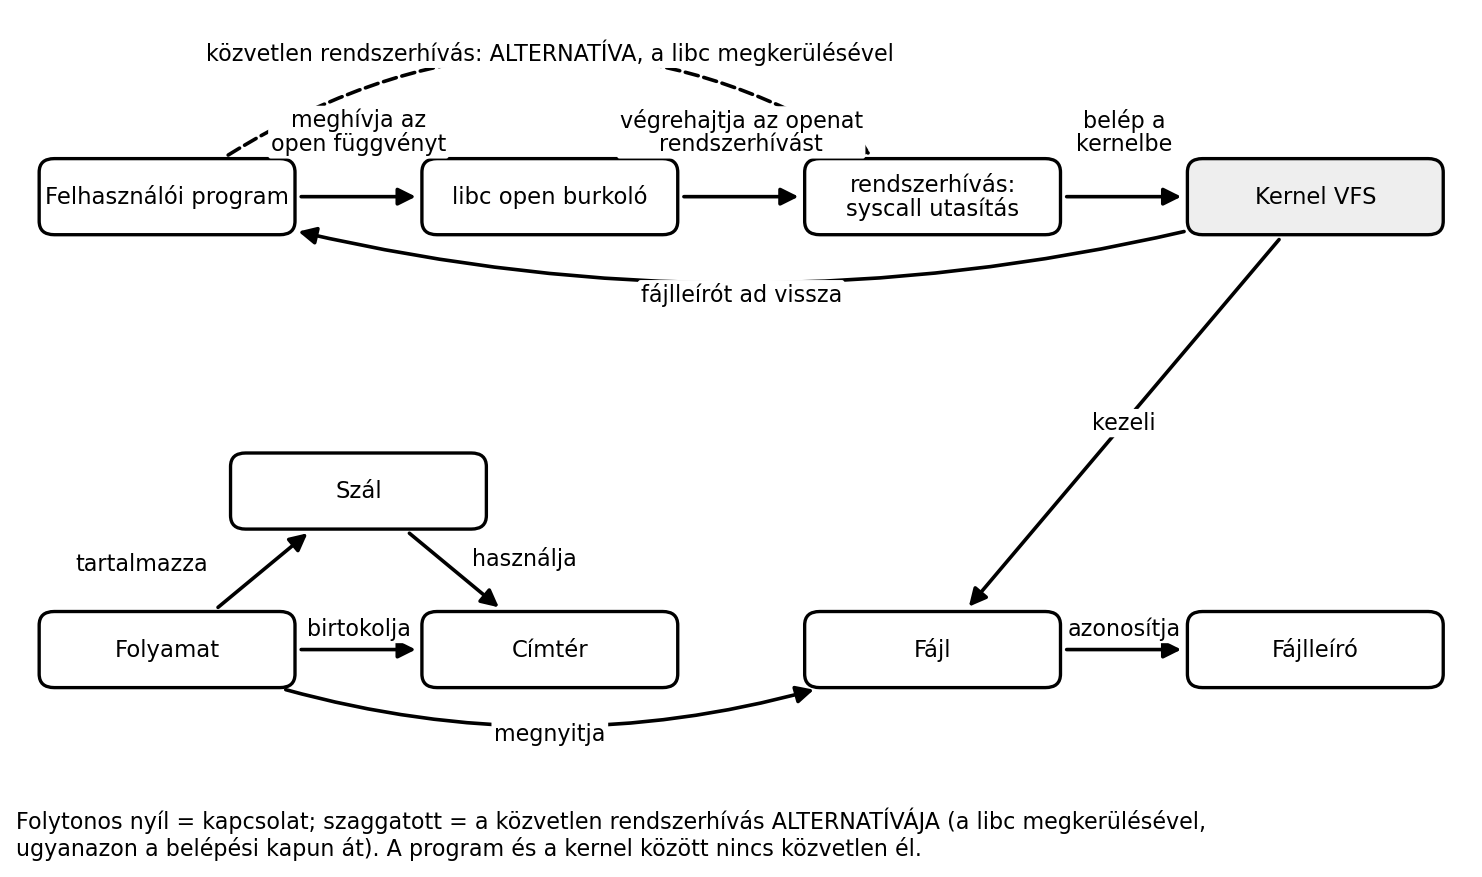 közvetlen rendszerhívás: ALTERNATÍVA, a libc megkerülésével
meghívja az
open függvényt
végrehajtja az openat
rendszerhívást
belép a
kernelbe
Felhasználói program
libc open burkoló
rendszerhívás:
syscall utasítás
Kernel VFS
fájlleírót ad vissza
kezeli
Szál
tartalmazza
használja
Folyamat
birtokolja
Címtér
Fájl
azonosítja
Fájlleíró
megnyitja
Folytonos nyíl = kapcsolat; szaggatott = a közvetlen rendszerhívás ALTERNATÍVÁJA (a libc megkerülésével,
ugyanazon a belépési kapun át). A program és a kernel között nincs közvetlen él.